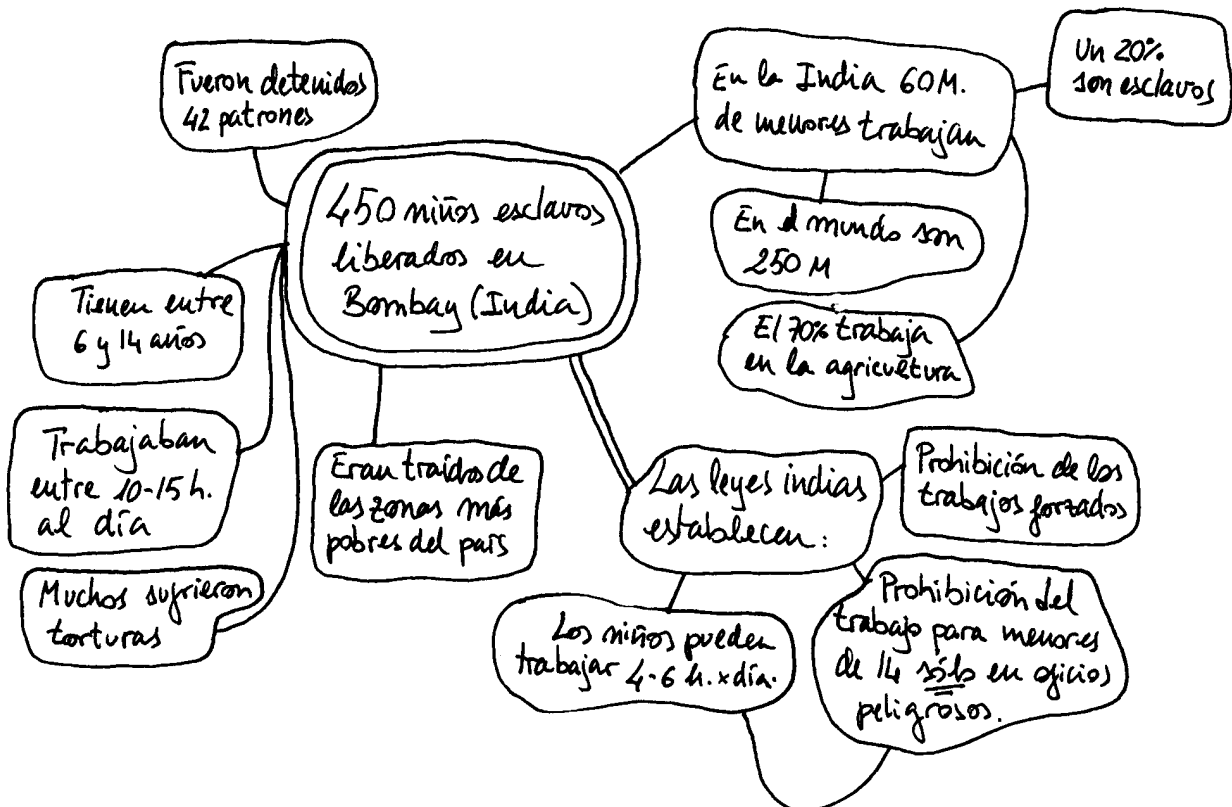 450 niños esclavos
liberados en
Bombay (India)
Fueron detenidos
42 patrones
Tienen entre
6 y 14 años
Trabajaban
entre 10-15 h.
al día
Muchos sufrieron
torturas
Eran traídos de
las zonas más
pobres del país
En la India 60M.
de menores trabajan
Un 20%
son esclavos
En el mundo son
250 M
El 70% trabaja
en la agricultura
Las leyes indias
establecen:
Prohibición de los
trabajos forzados
Prohibición del
trabajo para menores
de 14 sólo en oficios
peligrosos.
Los niños pueden
trabajar 4-6 h. x día.